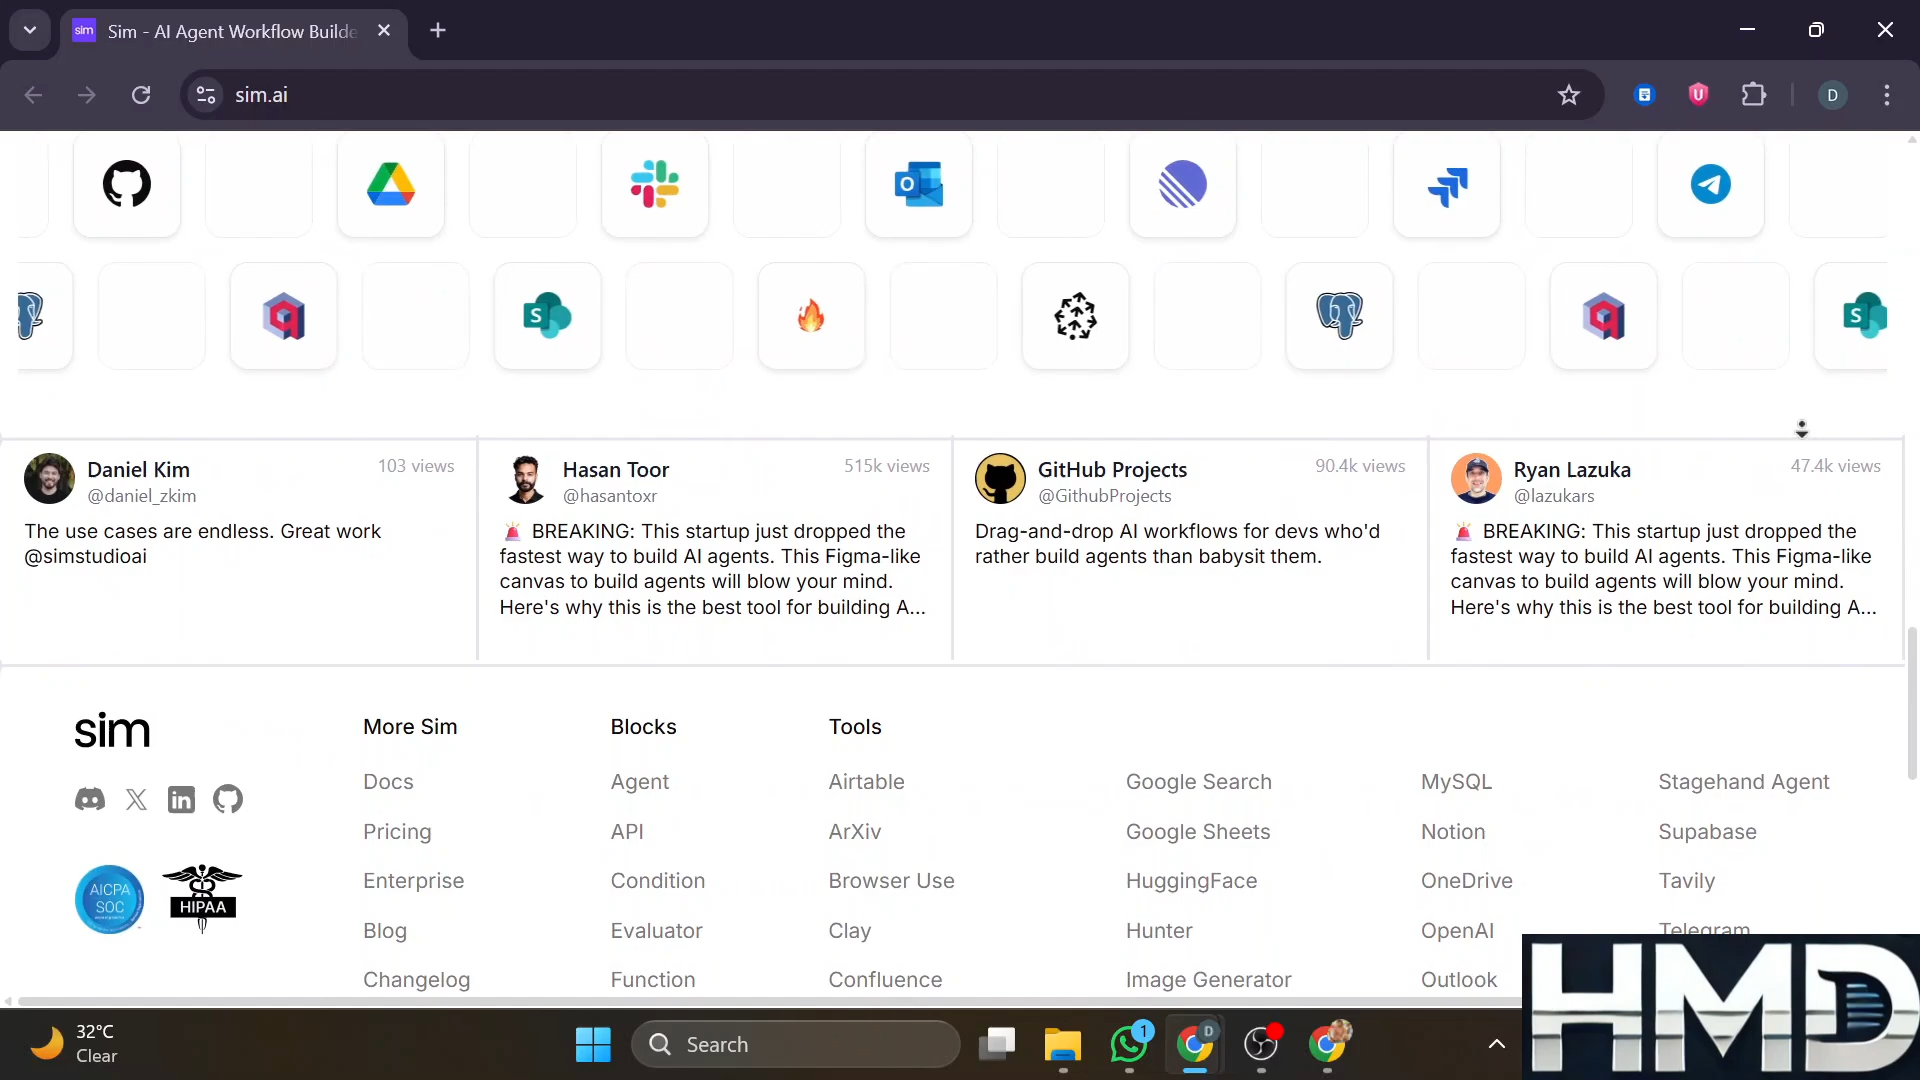 sim Sim - AI Agent Workflow Builde
sim.ai
D
Daniel Kim
103 views
@daniel_zkim
The use cases are endless. Great work
@simstudioai
Hasan Toor
515k views
@hasantoxr
🚨 BREAKING: This startup just dropped the
fastest way to build AI agents. This Figma-like
canvas to build agents will blow your mind.
Here's why this is the best tool for building A...
GitHub Projects
90.4k views
@GithubProjects
Drag-and-drop AI workflows for devs who'd
rather build agents than babysit them.
Ryan Lazuka
47.4k views
@lazukars
🚨 BREAKING: This startup just dropped the
fastest way to build AI agents. This Figma-like
canvas to build agents will blow your mind.
Here's why this is the best tool for building A...
sim
AICPA
SOC
HIPAA
More Sim
Docs
Pricing
Enterprise
Blog
Changelog
Blocks
Agent
API
Condition
Evaluator
Function
Tools
Airtable
ArXiv
Browser Use
Clay
Confluence
Google Search
Google Sheets
HuggingFace
Hunter
Image Generator
MySQL
Notion
OneDrive
OpenAI
Outlook
Stagehand Agent
Supabase
Tavily
Telegram
32°C
Clear
Search
1
D
HMD